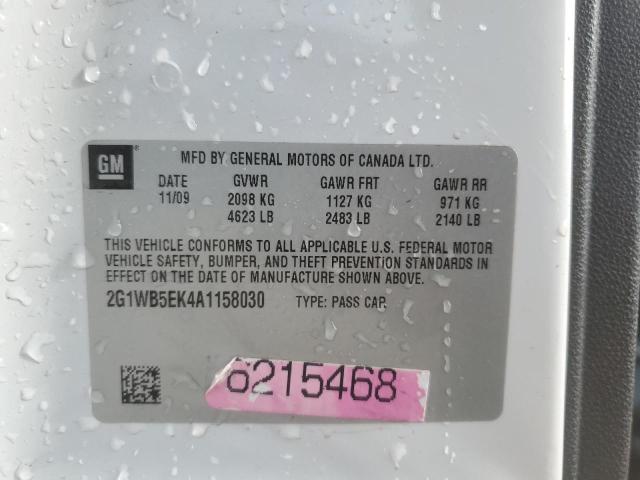 GM
MFD BY GENERAL MOTORS OF CANADA LTD.
DATE GVWR GAWR FRT GAWR RR
11/09 2098 KG 1127 KG 971 KG
4623 LB 2483 LB 2140 LB
THIS VEHICLE CONFORMS TO ALL APPLICABLE U.S. FEDERAL MOTOR
VEHICLE SAFETY, BUMPER, AND THEFT PREVENTION STANDARDS IN
EFFECT ON THE DATE OF MANUFACTURE SHOWN ABOVE.
2G1WB5EK4A1158030 TYPE: PASS CAR
6215468